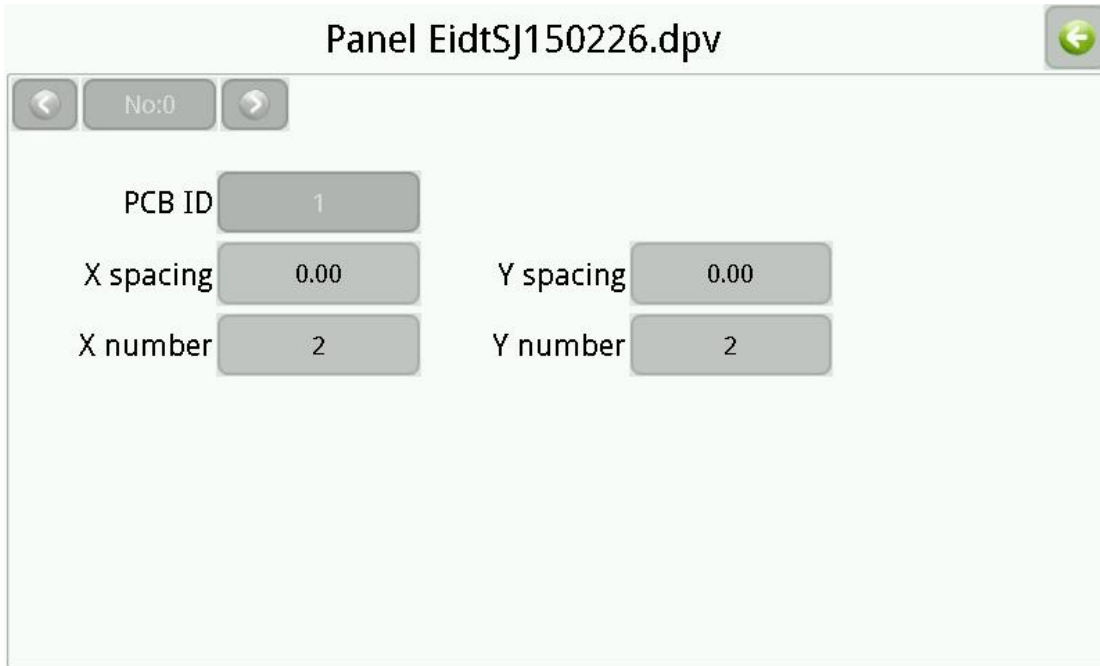 Panel EidtSJ150226.dpv
No:0
PCB ID 1
X spacing 0.00 Y spacing 0.00
X number 2 Y number 2